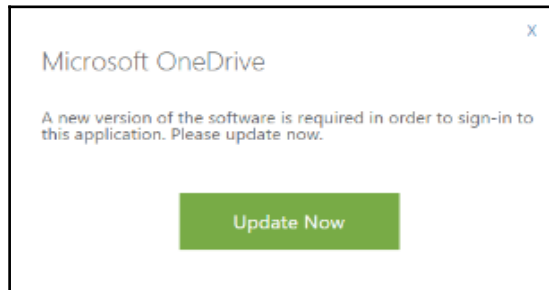 X
Microsoft OneDrive
A new version of the software is required in order to sign-in to
this application. Please update now.
Update Now